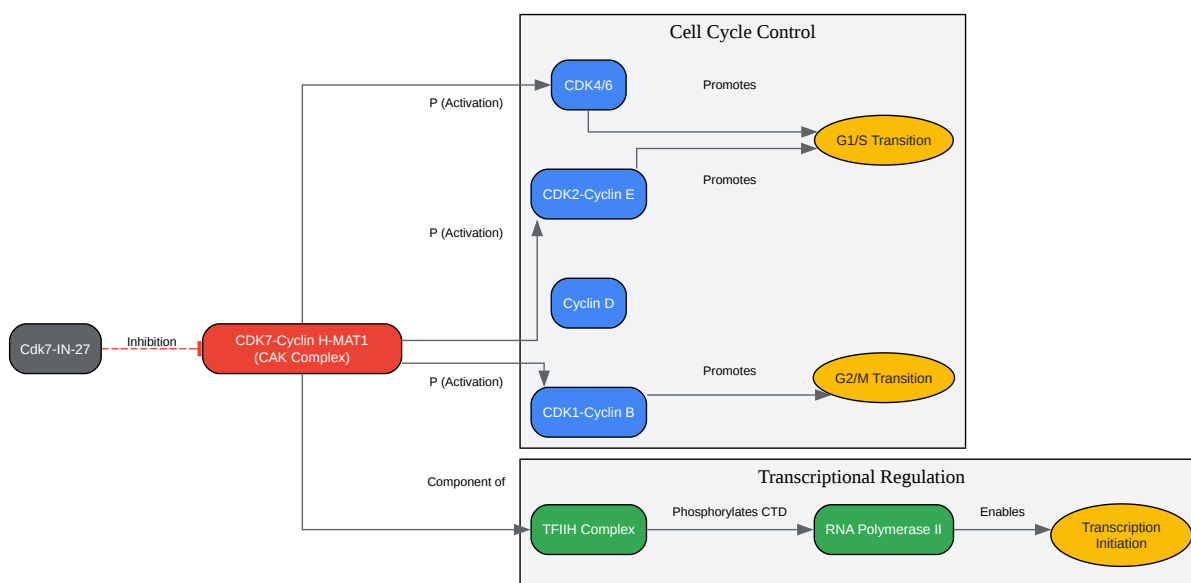 Cell Cycle Control
CDK4/6
Promotes
P (Activation)
G1/S Transition
CDK2-Cyclin E
Promotes
P (Activation)
Cyclin D
Cdk7-IN-27
Inhibition
CDK7-Cyclin H-MAT1
(CAK Complex)
P (Activation)
Promotes
G2/M Transition
CDK1-Cyclin B
Transcriptional Regulation
Component of
TFIIH Complex
Phosphorylates CTD
RNA Polymerase II
Enables
Transcription
Initiation